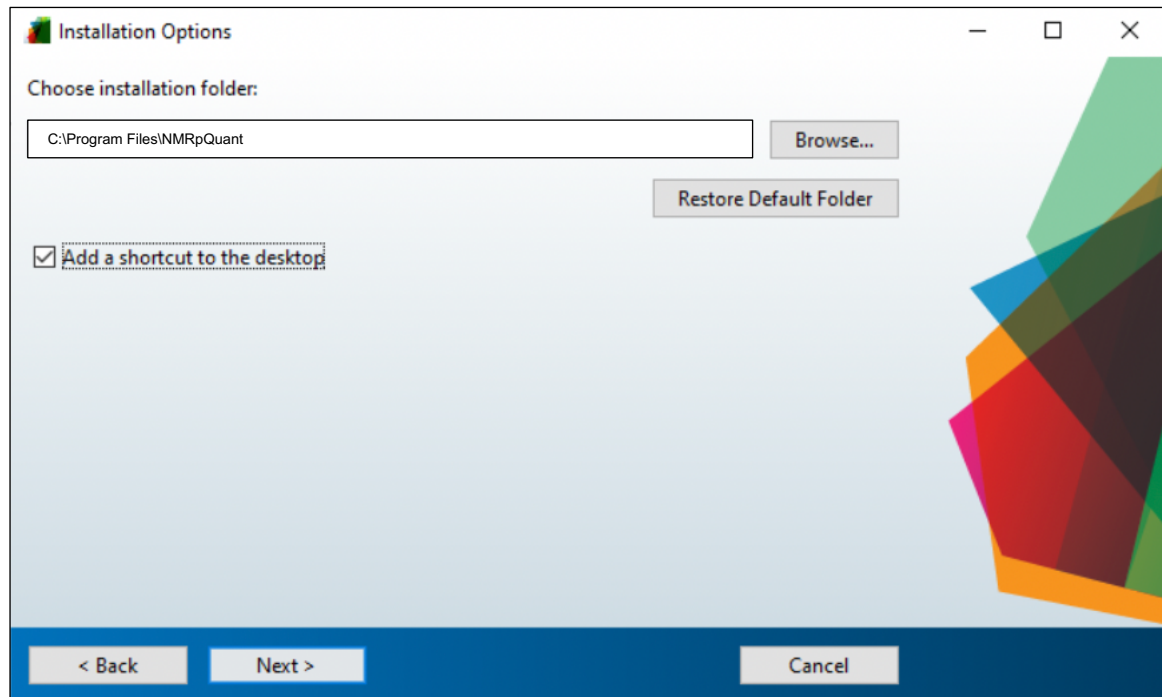 Installation Options
Choose installation folder:
C:\Program Files\NMRpQuant
Browse...
Restore Default Folder
Add a shortcut to the desktop
< Back Next > Cancel